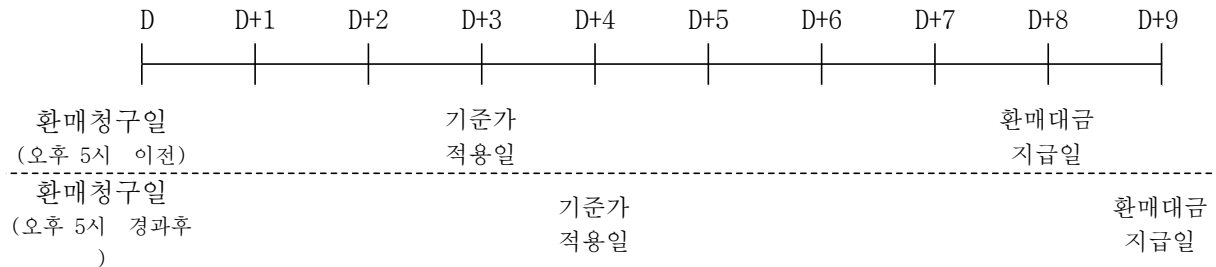 D D+1 D+2 D+3 D+4 D+5 D+6 D+7 D+8 D+9
환매청구일 기준가 환매대금
(오후 5시 이전) 적용일 지급일
환매청구일 기준가 환매대금
(오후 5시 경과후 적용일 지급일
)